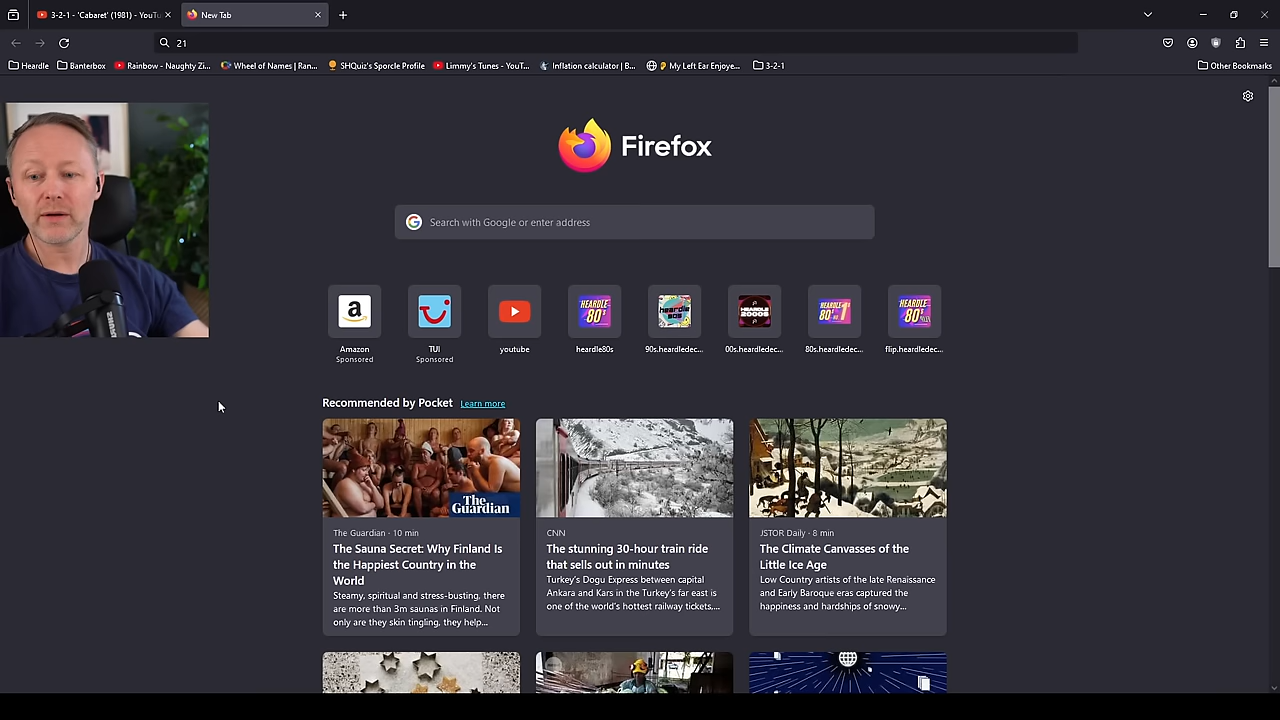 3-2-1 - 'Cabaret' (1981) - YouTu
New Tab
21
Heardle
Banterbox
Rainbow - Naughty Zi...
Wheel of Names | Ran...
SHQuiz's Sporcle Profile
Limmy's Tunes - YouT...
Inflation calculator | B...
My Left Ear Enjoye...
3-2-1
Other Bookmarks
Firefox
Search with Google or enter address
Amazon
Sponsored
TUI
Sponsored
youtube
heardle80s
90s.heardledec...
00s.heardledec...
80s.heardledec...
flip.heardledec...
Recommended by Pocket Learn more
The
Guardian
The Guardian · 10 min
The Sauna Secret: Why Finland Is
the Happiest Country in the
World
Steamy, spiritual and stress-busting, there
are more than 3m saunas in Finland. Not
only are they skin tingling, they help...
CNN
The stunning 30-hour train ride
that sells out in minutes
Turkey's Dogu Express between capital
Ankara and Kars in the Turkey's far east is
one of the world's hottest railway tickets,...
JSTOR Daily · 8 min
The Climate Canvasses of the
Little Ice Age
Low Country artists of the late Renaissance
and Early Baroque eras captured the
happiness and hardships of snowy...